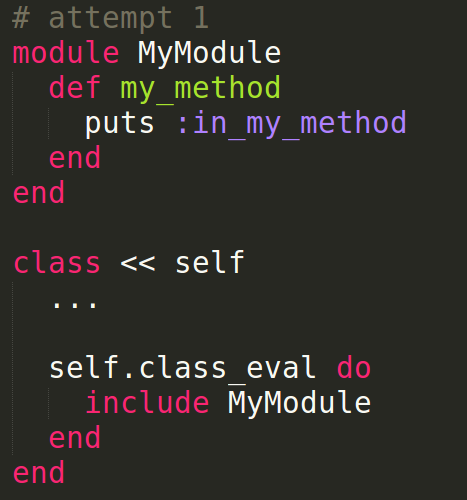 # attempt 1
module MyModule
  def my_method
    puts :in_my_method
  end
end

class << self
  ...

  self.class_eval do
    include MyModule
  end
end